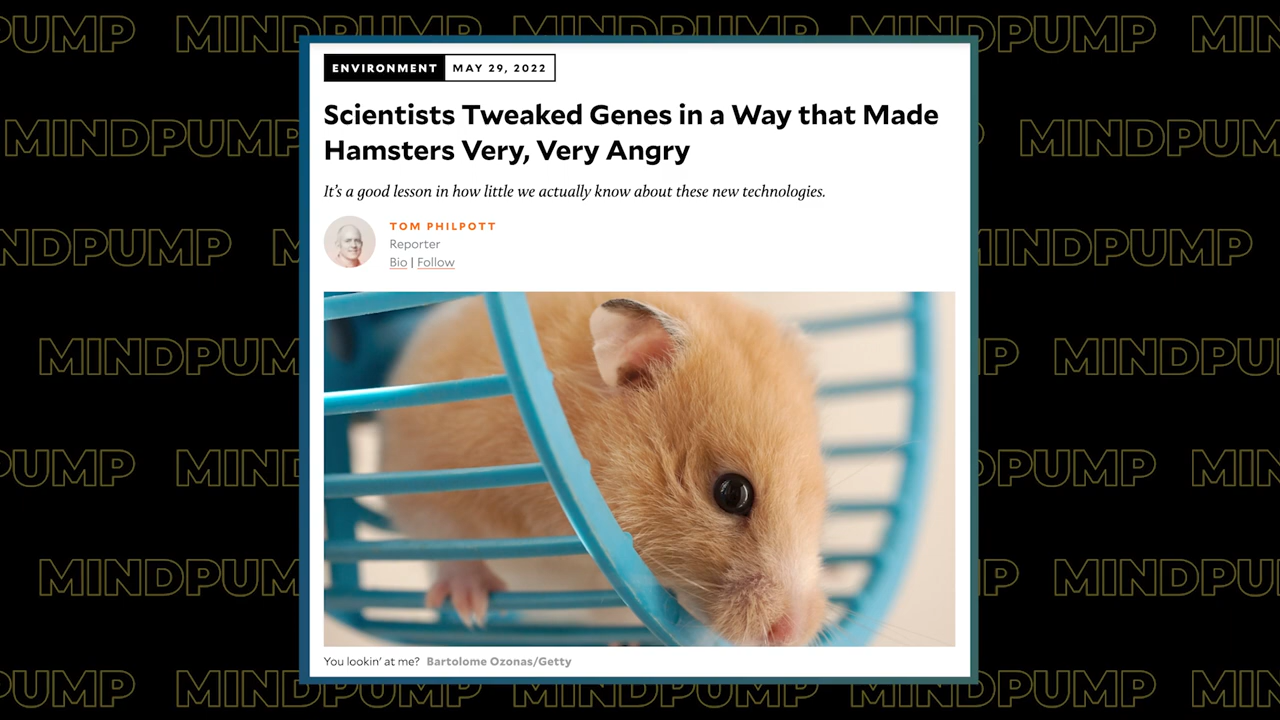 MINDPUMP
ENVIRONMENT MAY 29, 2022
Scientists Tweaked Genes in a Way that Made
Hamsters Very, Very Angry
It's a good lesson in how little we actually know about these new technologies.
TOM PHILPOTT
Reporter
Bio | Follow
You lookin' at me? Bartolome Ozonas/Getty